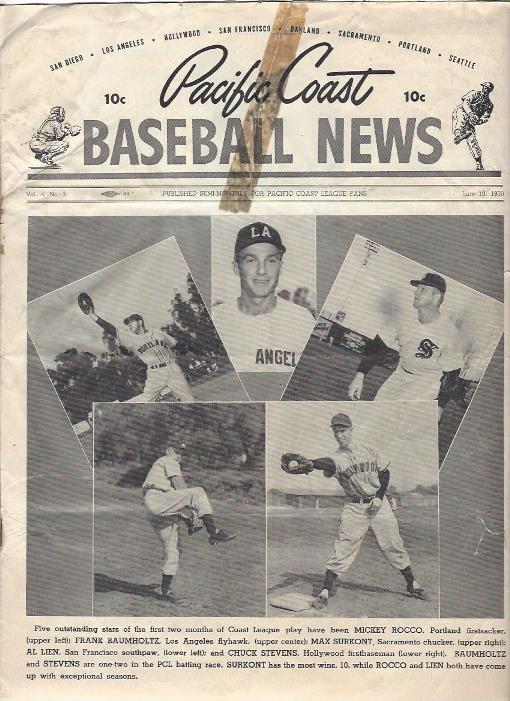 SAN DIEGO • LOS ANGELES • HOLLYWOOD • SAN FRANCISCO • OAKLAND • SACRAMENTO • PORTLAND • SEATTLE
Pacific Coast
10c 10c
BASEBALL NEWS
Vol. 4, No. 5 PUBLISHED SEMI-MONTHLY FOR PACIFIC COAST LEAGUE FANS June 10, 1950
LA
PORTLAND
ANGEL
S
Five outstanding stars of the first two months of Coast League play have been MICKEY ROCCO, Portland firstsacker,
(upper left); FRANK BAUMHOLTZ, Los Angeles flyhawk, (upper center); MAX SURKONT, Sacramento chucker, (upper right);
AL LIEN, San Francisco southpaw, (lower left); and CHUCK STEVENS, Hollywood firstbaseman (lower right). BAUMHOLTZ
and STEVENS are one-two in the PCL batting race, SURKONT has the most wins, 10, while ROCCO and LIEN both have come
up with exceptional seasons.